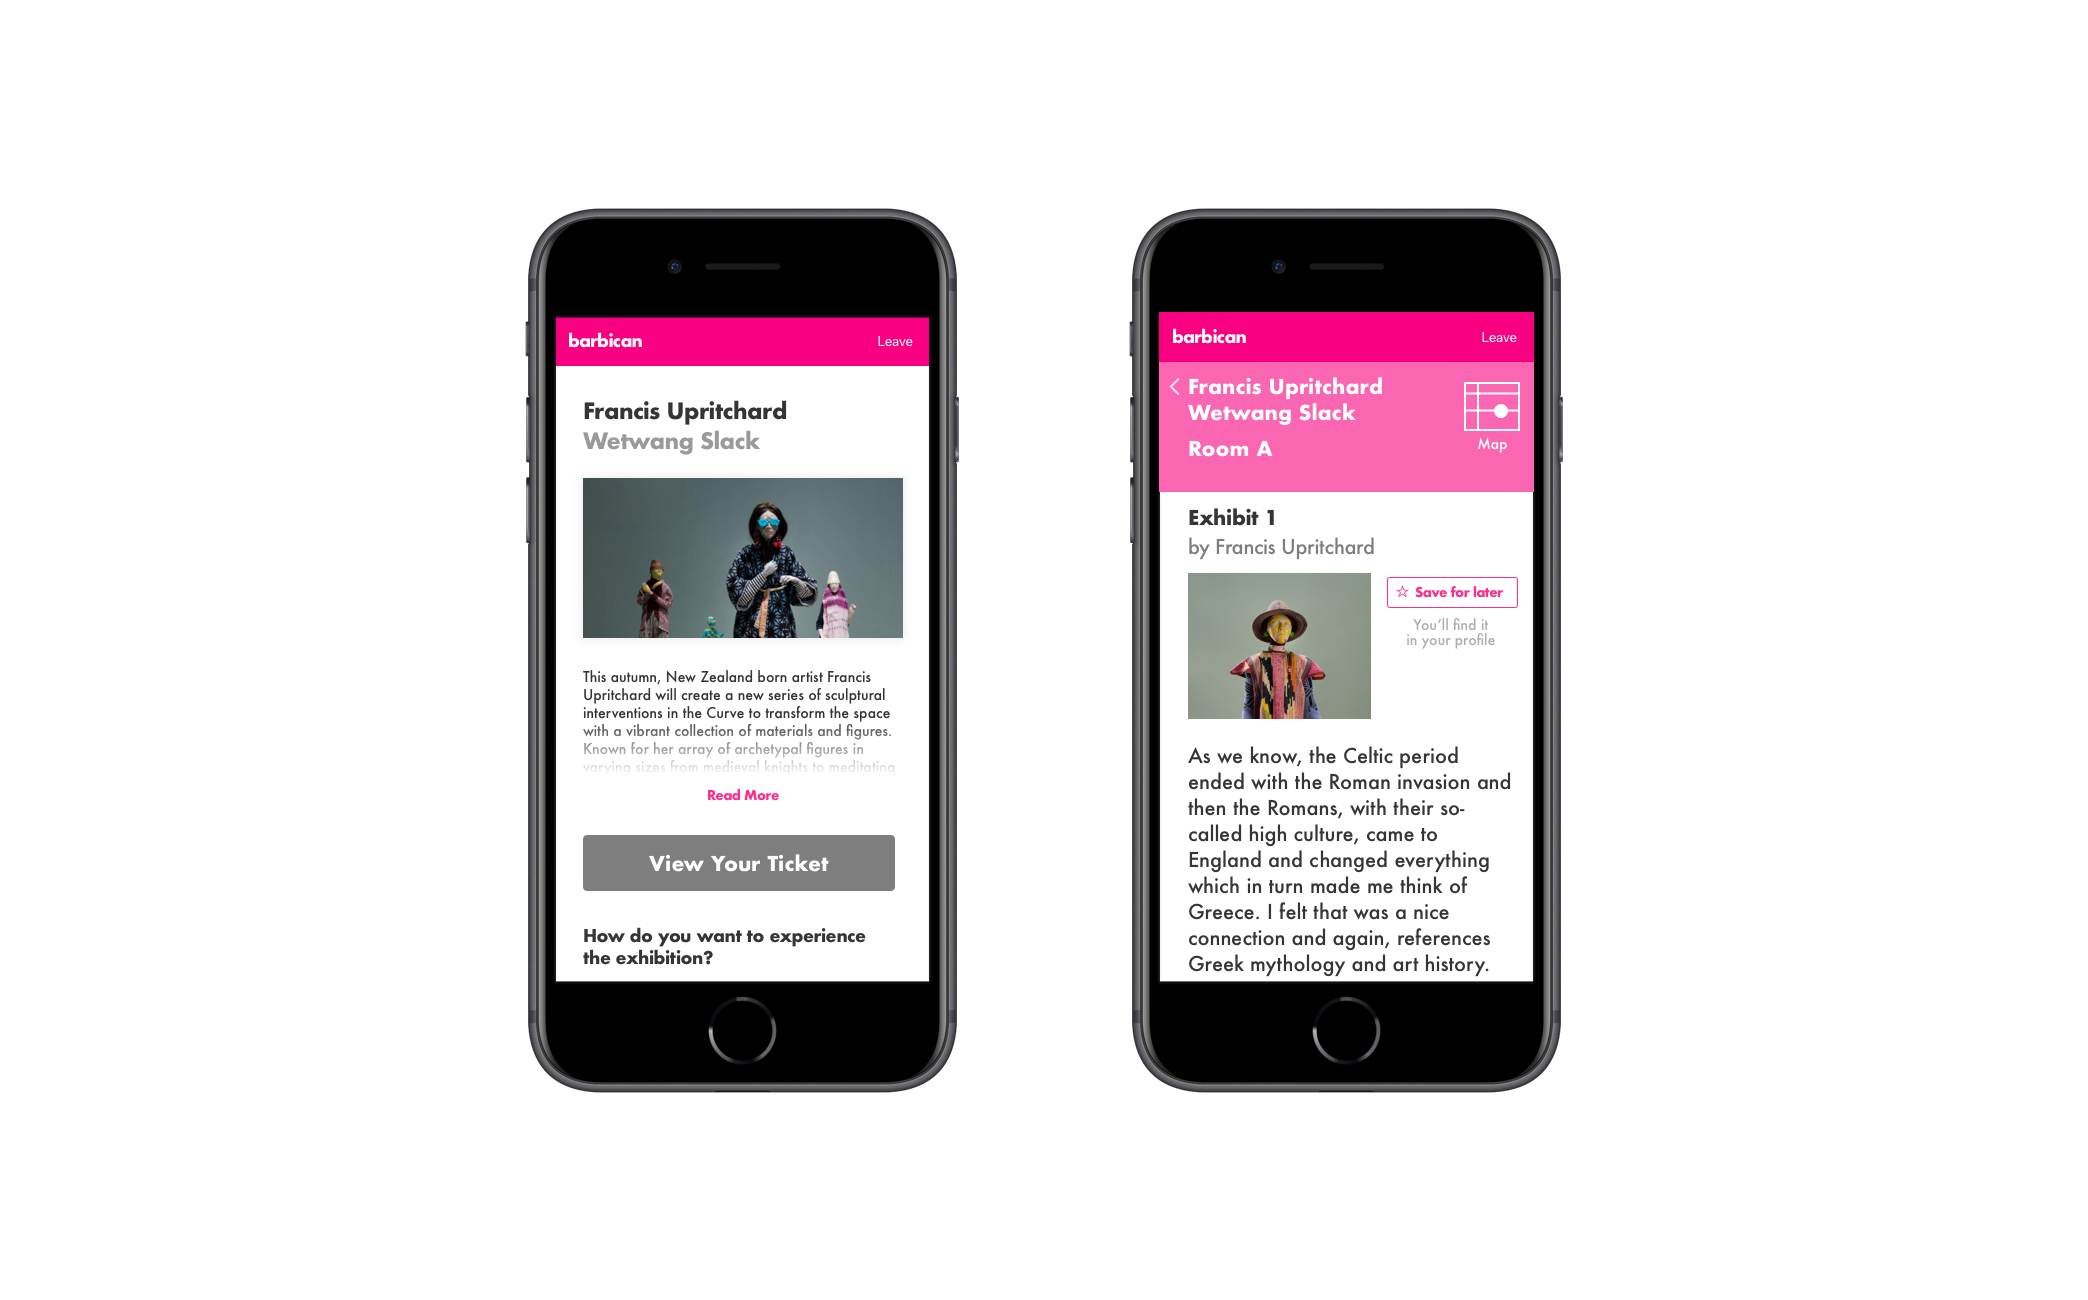 barbican
Leave
Francis Upritchard
Wetwang Slack
This autumn, New Zealand born artist Francis
Upritchard will create a new series of sculptural
interventions in the Curve to transform the space
with a vibrant collection of materials and figures.
Known for her array of archetypal figures in
varying sizes from medieval knights to meditating
Read More
View Your Ticket
How do you want to experience
the exhibition?
barbican
Leave
Francis Upritchard
Wetwang Slack
Room A
Map
Exhibit 1
by Francis Upritchard
Save for later
You'll find it
in your profile
As we know, the Celtic period
ended with the Roman invasion and
then the Romans, with their so-
called high culture, came to
England and changed everything
which in turn made me think of
Greece. I felt that was a nice
connection and again, references
Greek mythology and art history.